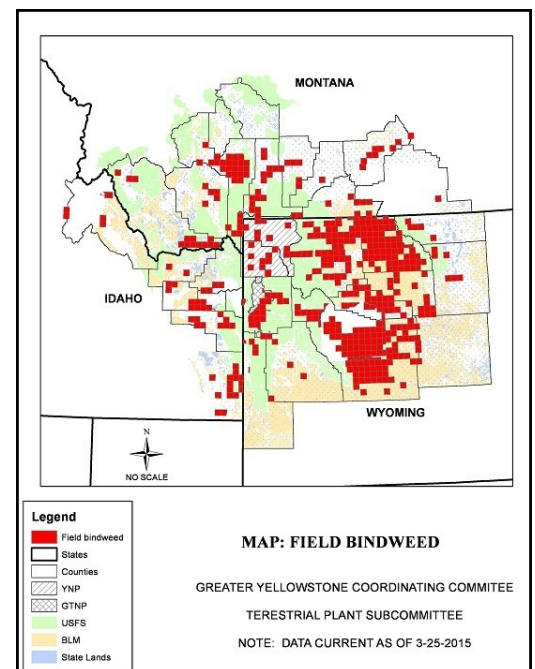 MONTANA
IDAHO
WYOMING
N
NO SCALE
Legend
Field bindweed
States
Counties
YNP
GTNP
USFS
BLM
State Lands
MAP: FIELD BINDWEED
GREATER YELLOWSTONE COORDINATING COMMITEE
TERESTRIAL PLANT SUBCOMMITTEE
NOTE: DATA CURRENT AS OF 3-25-2015